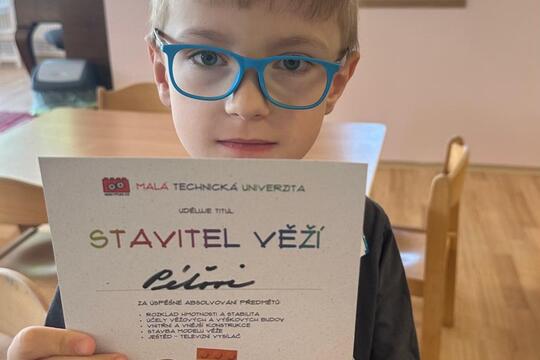 MALÁ TECHNICKÁ UNIVERZITA
UDĚLUJE TITUL
STAVITEL VĚŽÍ
Péťovi
ZA ÚSPĚŠNÉ ABSOLVOVÁNÍ PŘEDMĚTŮ
• ROZKLAD HMOTNOSTI A STABILITA
• ÚČELY VĚŽOVÝCH A VÝŠKOVÝCH BUDOV
• VNITŘNÍ A VNĚJŠÍ KONSTRUKCE
• STAVBA MODELU VĚŽE
• JEŠTĚD - TELEVIZNÍ VYSÍLAČ